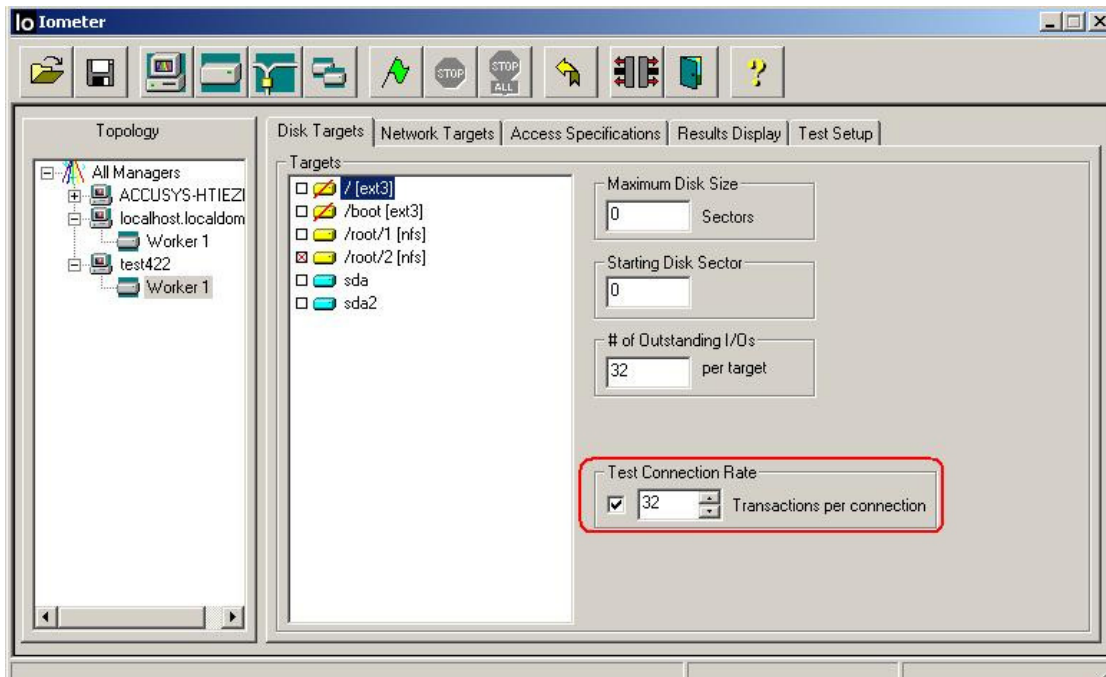 Io Iometer
STOP
STOP ALL
?
Topology
All Managers
ACCUSYS-HTIEZI
localhost.localdom
Worker 1
test422
Worker 1
Disk Targets
Network Targets
Access Specifications
Results Display
Test Setup
Targets
/ [ext3]
/boot [ext3]
/root/1 [nfs]
/root/2 [nfs]
sda
sda2
Maximum Disk Size
0 Sectors
Starting Disk Sector
0
# of Outstanding I/Os
32 per target
Test Connection Rate
32 Transactions per connection